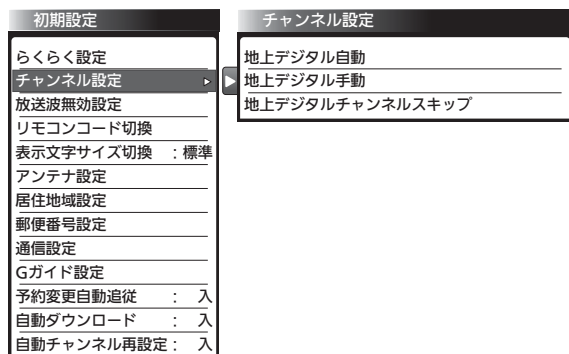 初期設定
らくらく設定
チャンネル設定
放送波無効設定
リモコンコード切換
表示文字サイズ切換 ：標準
アンテナ設定
居住地域設定
郵便番号設定
通信設定
Gガイド設定
予約変更自動追従 ： 入
自動ダウンロード ： 入
自動チャンネル再設定： 入
チャンネル設定
地上デジタル自動
地上デジタル手動
地上デジタルチャンネルスキップ